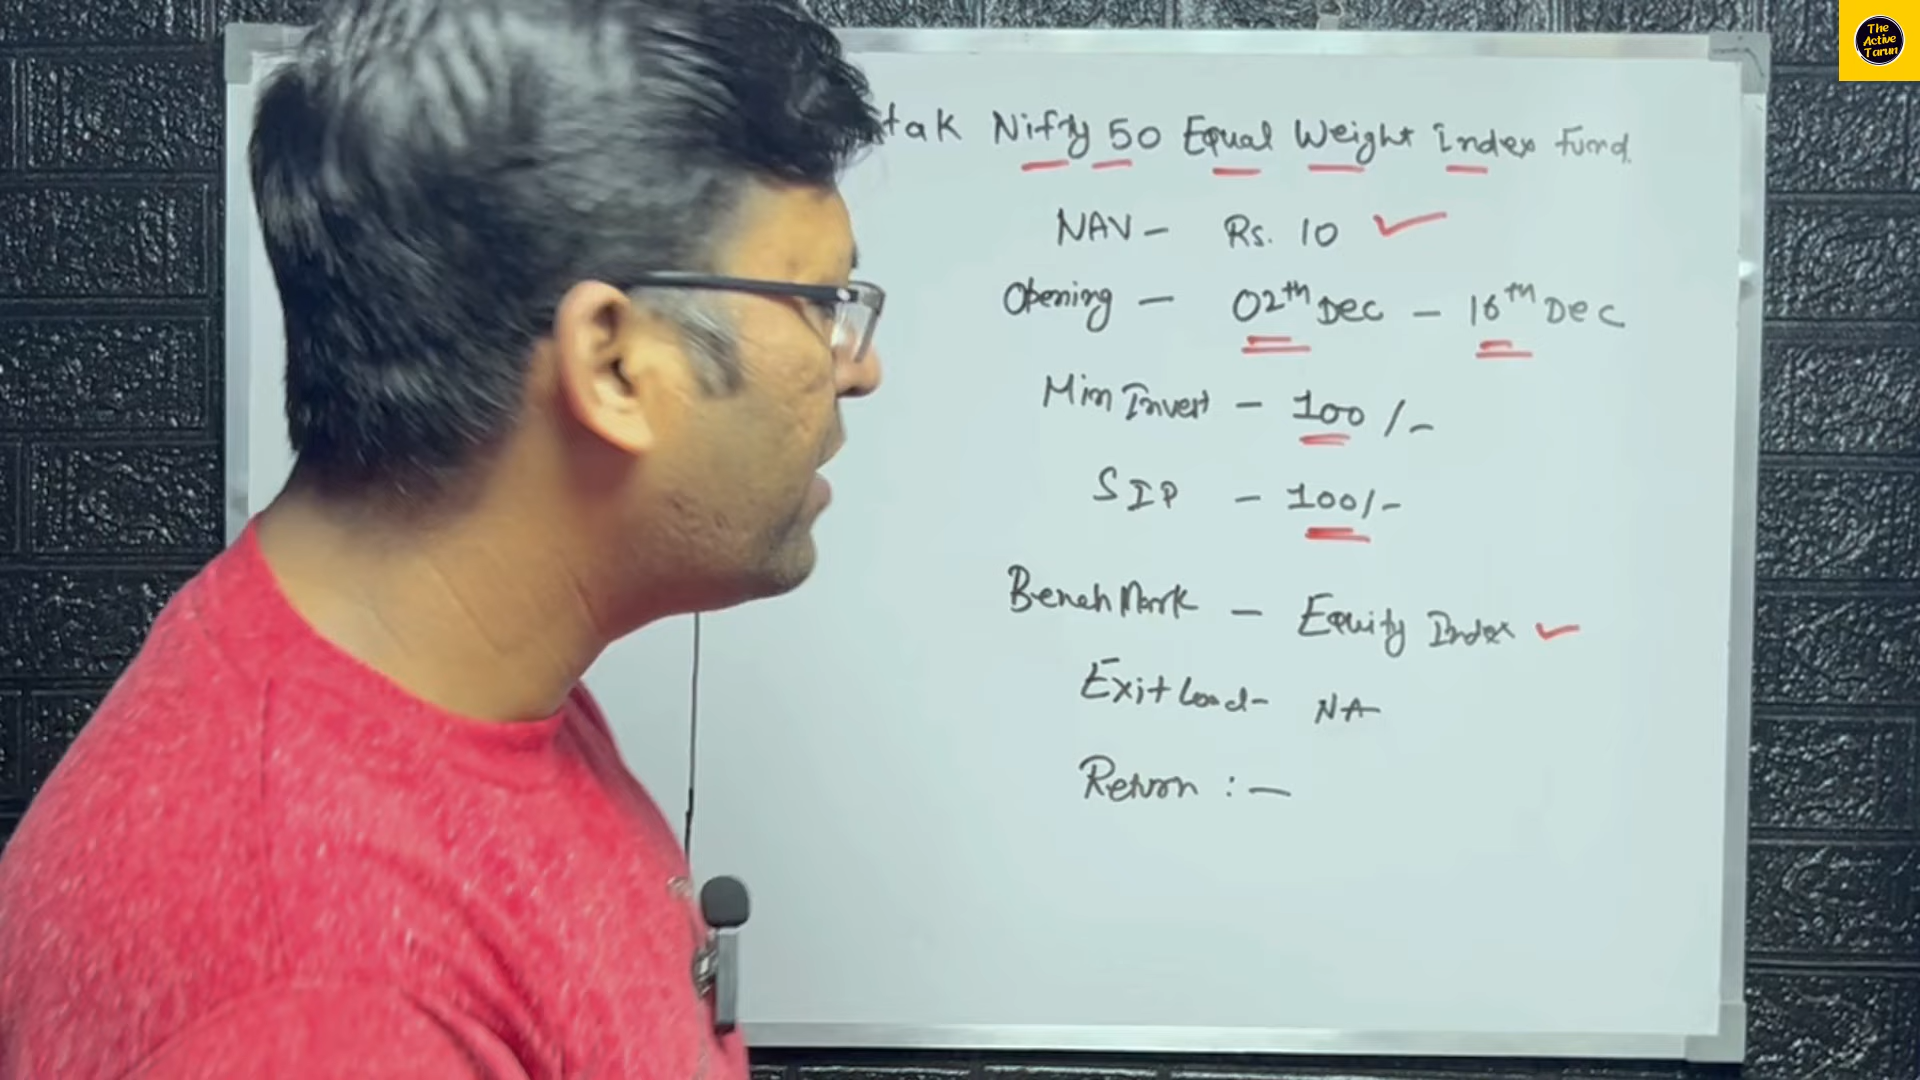 The
Active
Tarun
tak Nifty 50 Equal Weight Index Fund
NAV - Rs. 10
Opening - 02th Dec - 16th Dec
Min Invest - 100/-
SIP - 100/-
BenchMark - Equity Index
Exit Load - NA
Return : -